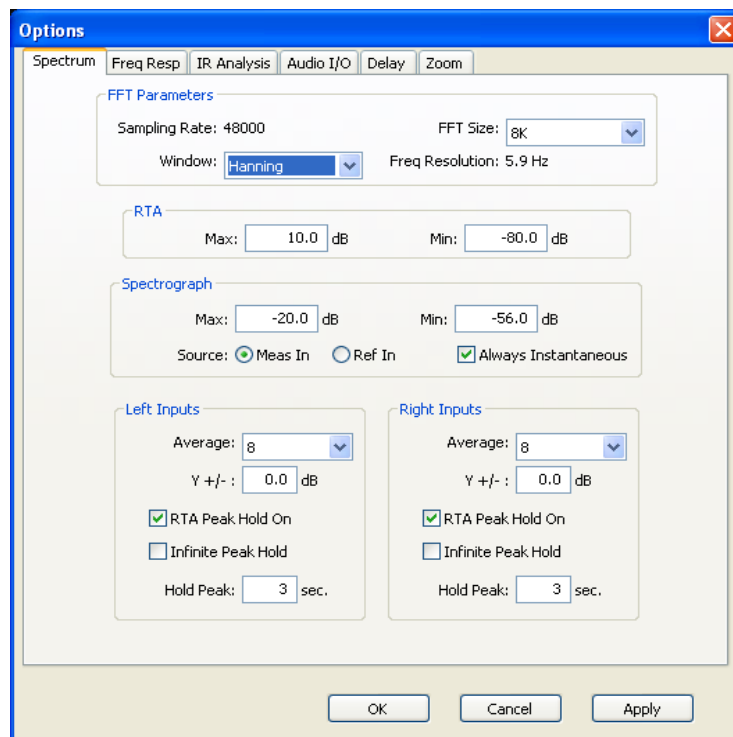 Options
Spectrum Freq Resp IR Analysis Audio I/O Delay Zoom
FFT Parameters
Sampling Rate: 48000 FFT Size: 8K
Window: Hanning Freq Resolution: 5.9 Hz
RTA
Max: 10.0 dB Min: -80.0 dB
Spectrograph
Max: -20.0 dB Min: -56.0 dB
Source: Meas In Ref In Always Instantaneous
Left Inputs
Average: 8
Y +/- : 0.0 dB
RTA Peak Hold On
Infinite Peak Hold
Hold Peak: 3 sec.
Right Inputs
Average: 8
Y +/- : 0.0 dB
RTA Peak Hold On
Infinite Peak Hold
Hold Peak: 3 sec.
OK Cancel Apply